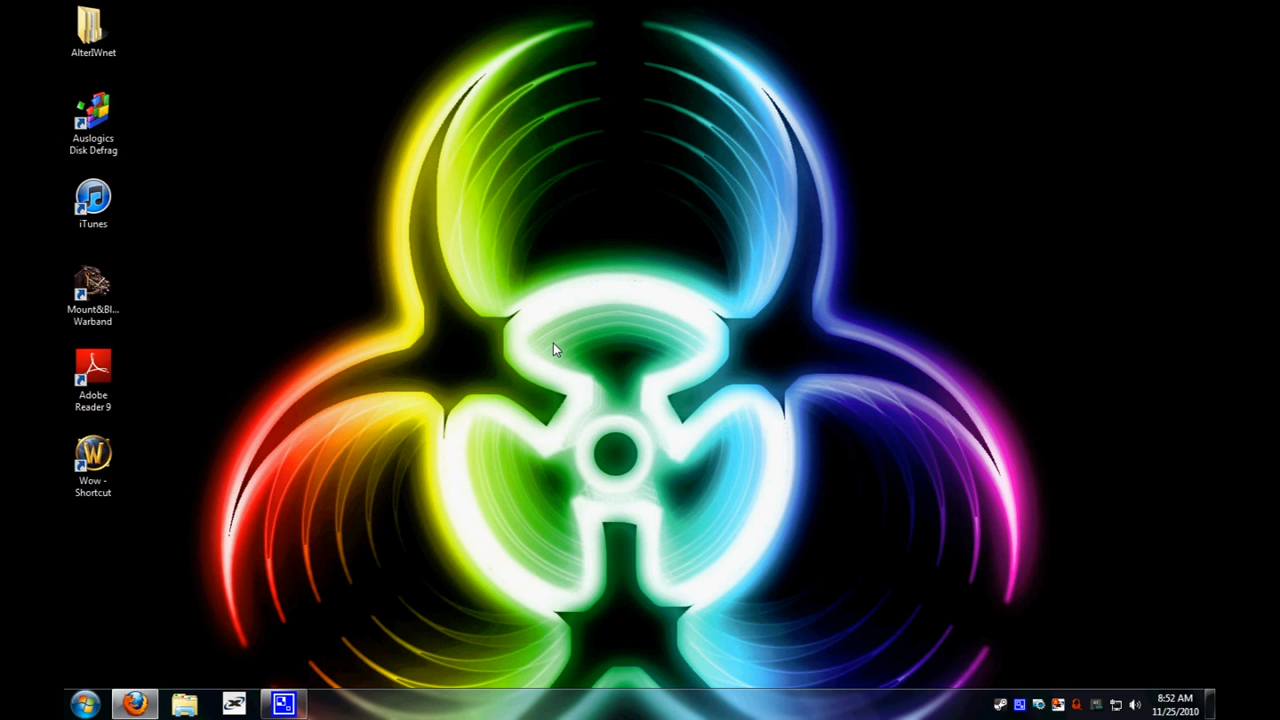 AlterIWnet
Auslogics
Disk Defrag
iTunes
Mount&Bl...
Warband
Adobe
Reader 9
W
Wow -
Shortcut
8:52 AM
11/25/2010